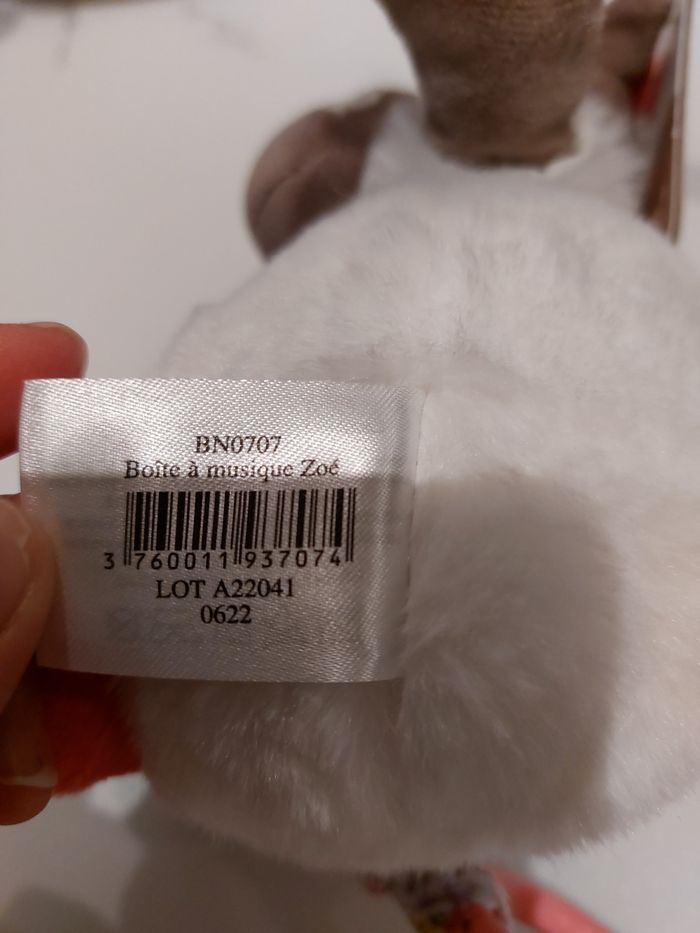 BN0707
Boîte à musique Zoé
3 760011 937074
LOT A22041
0622